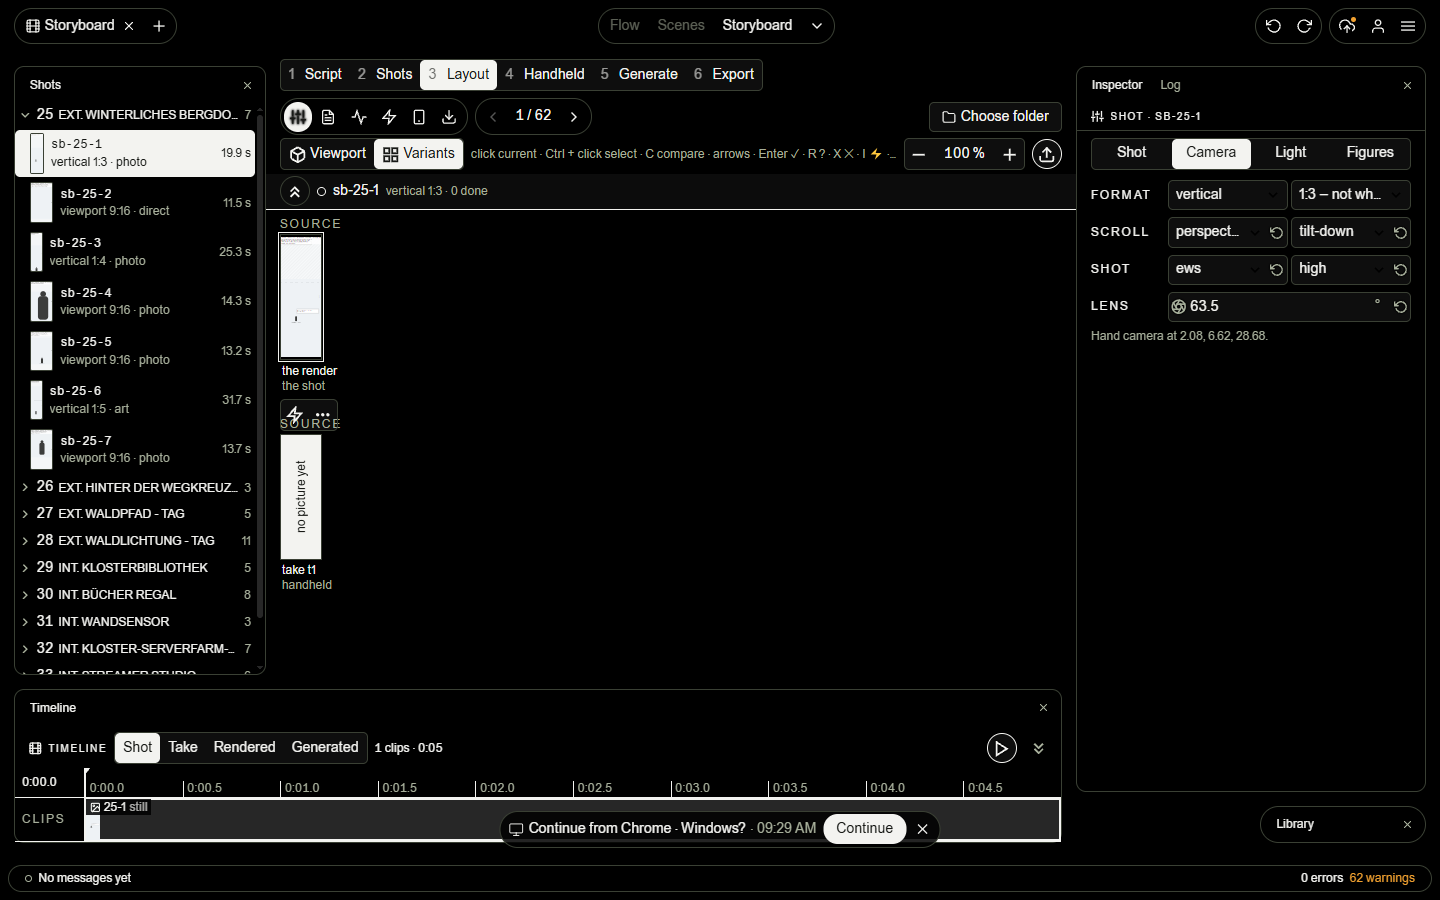 Storyboard
Flow Scenes Storyboard
Shots
25 EXT. WINTERLICHES BERGDO... 7
sb-25-1
vertical 1:3 · photo
19.9 s
sb-25-2
viewport 9:16 · direct
11.5 s
sb-25-3
vertical 1:4 · photo
25.3 s
sb-25-4
viewport 9:16 · photo
14.3 s
sb-25-5
viewport 9:16 · photo
13.2 s
sb-25-6
vertical 1:5 · art
31.7 s
sb-25-7
viewport 9:16 · photo
13.7 s
26 EXT. HINTER DER WEGKREUZ... 3
27 EXT. WALDPFAD - TAG 5
28 EXT. WALDLICHTUNG - TAG 11
29 INT. KLOSTERBIBLIOTHEK 5
30 INT. BÜCHER REGAL 8
31 INT. WANDSENSOR 3
32 INT. KLOSTER-SERVERFARM-... 7
33 INT. STREAMER STUDIO 6
1 Script 2 Shots 3 Layout 4 Handheld 5 Generate 6 Export
1 / 62
Choose folder
Viewport Variants
click current · Ctrl + click select · C compare · arrows · Enter ✓ · R ? · X ✕ · I ⚡ ·...
100 %
sb-25-1 vertical 1:3 · 0 done
SOURCE
the render
the shot
SOURCE
no picture yet
take t1
handheld
Inspector Log
SHOT · SB-25-1
Shot Camera Light Figures
FORMAT vertical 1:3 – not wh...
SCROLL perspect... tilt-down
SHOT ews high
LENS 63.5 °
Hand camera at 2.08, 6.62, 28.68.
Timeline
TIMELINE Shot Take Rendered Generated 1 clips · 0:05
0:00.0 0:00.0 0:00.5 0:01.0 0:01.5 0:02.0 0:02.5 0:03.0 0:03.5 0:04.0 0:04.5
CLIPS 25-1 still
Continue from Chrome · Windows? · 09:29 AM Continue
Library
No messages yet
0 errors 62 warnings